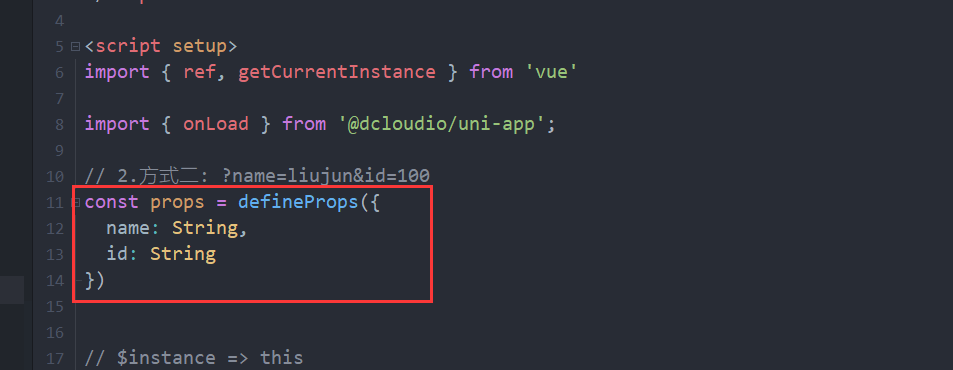 4
5 <script setup>
6 import { ref, getCurrentInstance } from 'vue'
7
8 import { onLoad } from '@dcloudio/uni-app';
9
10 // 2.方式二: ?name=liujun&id=100
11 const props = defineProps({
12 name: String,
13 id: String
14 })
15
16
17 // $instance => this